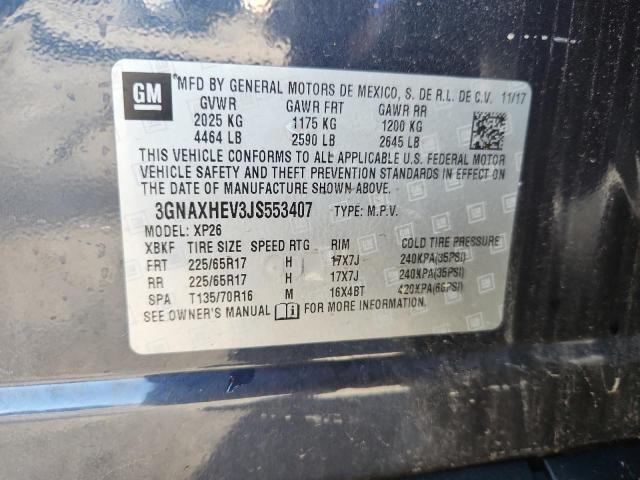 GM
*MFD BY GENERAL MOTORS DE MEXICO, S. DE R.L. DE C.V. 11/17
GVWR GAWR FRT GAWR RR
2025 KG 1175 KG 1200 KG
4464 LB 2590 LB 2645 LB
THIS VEHICLE CONFORMS TO ALL APPLICABLE U.S. FEDERAL MOTOR
VEHICLE SAFETY AND THEFT PREVENTION STANDARDS IN EFFECT ON
THE DATE OF MANUFACTURE SHOWN ABOVE.
3GNAXHEV3JS553407 TYPE: M.P.V.
MODEL: XP26
XBKF TIRE SIZE SPEED RTG RIM COLD TIRE PRESSURE
FRT 225/65R17 H 17X7J 240KPA(35PSI)
RR 225/65R17 H 17X7J 240KPA(35PSI)
SPA T135/70R16 M 16X4BT 420KPA(60PSI)
SEE OWNER'S MANUAL FOR MORE INFORMATION.